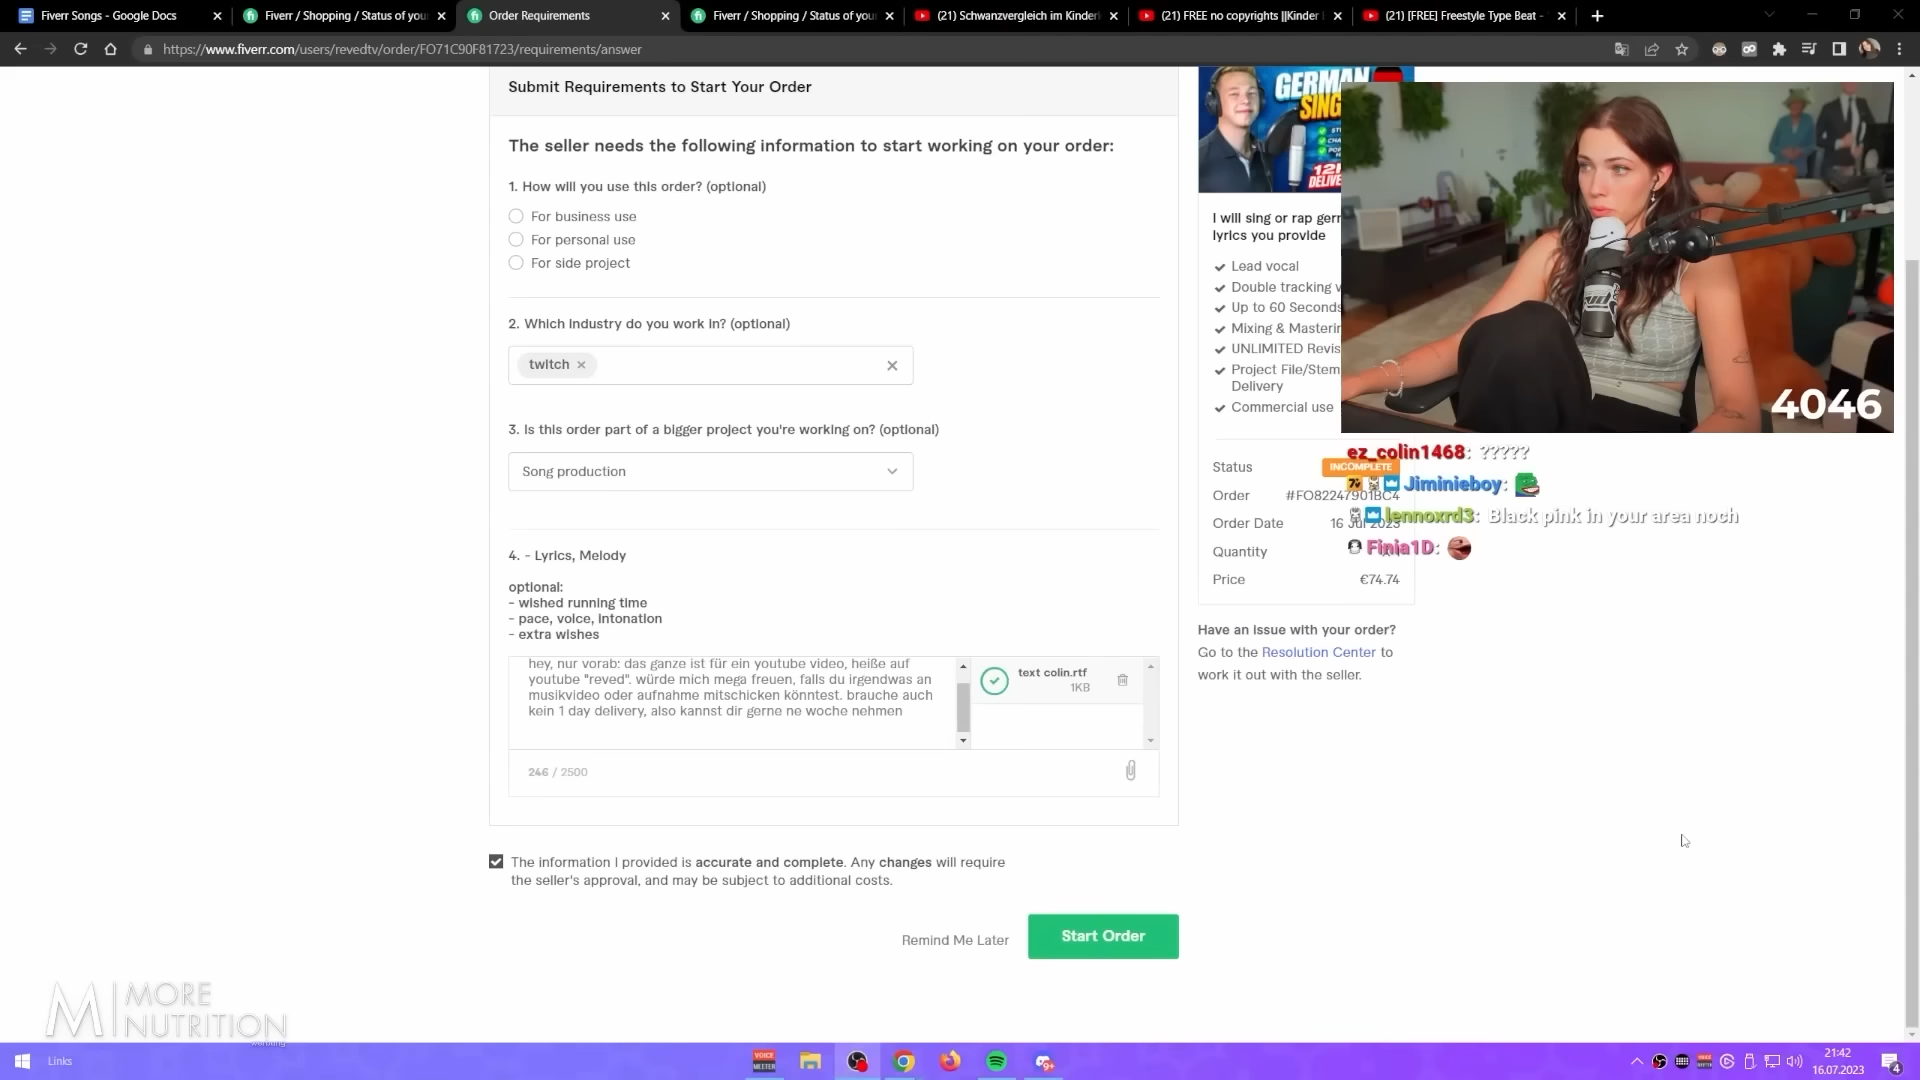 Fiverr Songs - Google Docs
Fiverr / Shopping / Status of you
Order Requirements
Fiverr / Shopping / Status of you
(21) Schwanzvergleich im Kinder
(21) FREE no copyrights ||Kinder
(21) [FREE] Freestyle Type Beat -
https://www.fiverr.com/users/revedtv/order/FO71C90F81723/requirements/answer
Submit Requirements to Start Your Order
The seller needs the following information to start working on your order:
1. How will you use this order? (optional)
For business use
For personal use
For side project
2. Which industry do you work in? (optional)
twitch
3. Is this order part of a bigger project you're working on? (optional)
Song production
4. - Lyrics, Melody
optional:
- wished running time
- pace, voice, intonation
- extra wishes
hey, nur vorab: das ganze ist für ein youtube video, heiße auf
youtube "reved". würde mich mega freuen, falls du irgendwas an
musikvideo oder aufnahme mitschicken könntest. brauche auch
kein 1 day delivery, also kannst dir gerne ne woche nehmen
text colin.rtf
1KB
246 / 2500
The information I provided is accurate and complete. Any changes will require
the seller's approval, and may be subject to additional costs.
Remind Me Later
Start Order
GERMAN
SING
12H
I will sing or rap
lyrics you provide
Lead vocal
Double tracking
Up to 60 Seconds
Mixing &
UNLIMITED
Project
Delivery
Commercial use
Status
INCOMPLETE
Order
#FO82247901BC4
Order Date
16 Jul 2023
Quantity
Price
€74.74
Have an issue with your order?
Go to the Resolution Center to
work it out with the seller.
4046
ez_colin1468: ?????
Jiminieboy:
lennoxrd3: Black pink in your area noch
Finia1D:
M MORE
NUTRITION
werbung
Links
VOICE
MEETER
9+
21:42
16.07.2023
4